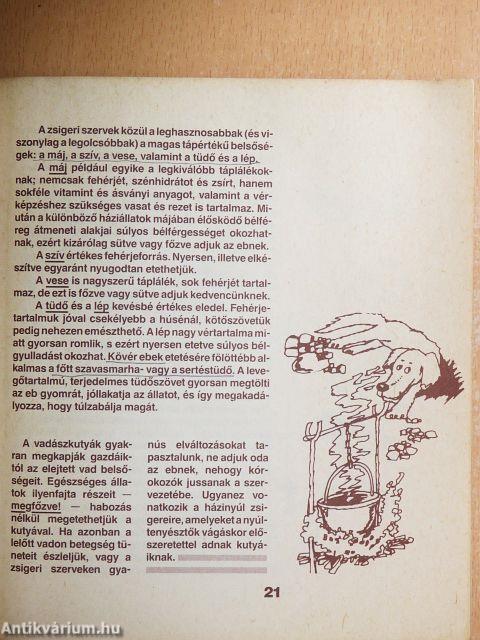 A zsigeri szervek közül a leghasznosabbak (és vi-
szonylag a legolcsóbbak) a magas tápértékű belsősé-
gek: a máj, a szív, a vese, valamint a tüdő és a lép.
A máj például egyike a legkiválóbb táplálékok-
nak; nemcsak fehérjét, szénhidrátot és zsírt, hanem
sokféle vitamint és ásványi anyagot, valamint a vér-
képzéshez szükséges vasat és rezet is tartalmaz. Mi-
után a különböző háziállatok májában élősködő bélfé-
reg átmeneti alakjai súlyos bélférgességet okozhat-
nak, ezért kizárólag sütve vagy főzve adjuk az ebnek.
A szív értékes fehérjeforrás. Nyersen, illetve elké-
szítve egyaránt nyugodtan etethetjük.
A vese is nagyszerű táplálék, sok fehérjét tartal-
maz, de ezt is főzve vagy sütve adjuk kedvencünknek.
A tüdő és a lép kevésbé értékes eledel. Fehérje-
tartalmuk jóval csekélyebb a húsénál, kötőszövetük
pedig nehezen emészthető. A lép nagy vértartalma mi-
att gyorsan romlik, s ezért nyersen etetve súlyos bél-
gyulladást okozhat. Kövér ebek etetésére fölöttébb al-
kalmas a főtt szavasmarha- vagy a sertéstüdő. A leve-
gőtartalmú, terjedelmes tüdőszövet gyorsan megtölti
az eb gyomrát, jóllakatja az állatot, és így megakadá-
lyozza, hogy túlzabálja magát.
A vadászkutyák gyak-
ran megkapják gazdáik-
tól az elejtett vad belső-
ségeit. Egészséges álla-
tok ilyenfajta részeit —
megfőzve! — habozás
nélkül megetethetjük a
kutyával. Ha azonban a
lelőtt vadon betegség tü-
neteit észleljük, vagy a
zsigeri szerveken gya-
nús elváltozásokat ta-
pasztalunk, ne adjuk oda
az ebnek, nehogy kór-
okozók jussanak a szer-
vezetébe. Ugyanez vo-
natkozik a házinyúl zsi-
gereire, amelyeket a nyúl-
tenyésztők vágáskor elő-
szeretettel adnak kutyá-
iknak.
21
Antikvárium.hu